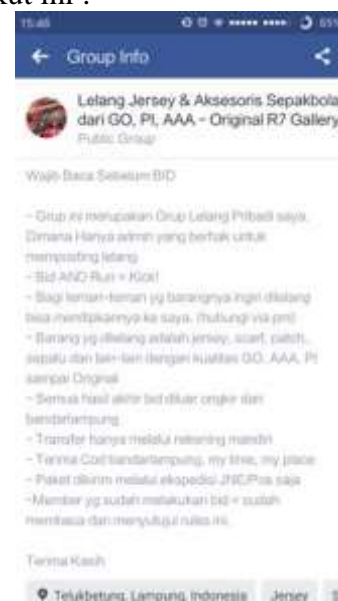 15:46
Group Info
Lelang Jersey & Aksesoris Sepakbola
dari GO, PI, AAA - Original R7 Gallery
Public Group
Wajib Baca Sebelum BID
- Grup ini merupakan Grup Lelang Pribadi saya.
Dimana Hanya admin yang berhak untuk
memposting lelang
- Bid AND Run = Kick!
- Bagi teman-teman yg barangnya ingin dilelang
bisa menitipkannya ke saya. (hubungi via pm)
- Barang yg dilelang adalah jersey, scarf, patch,
sepatu dan lain-lain dengan kualitas GO, AAA, PI
sampai Original
- Semua hasil akhir bid diluar ongkir dari
bandarlampung
- Transfer hanya melalui rekening mandiri
- Terima Cod bandarlampung, my time, my place
- Paket dikirim melalui ekspedisi JNE/Pos saja
-Member yg sudah melakukan bid = sudah
membaca dan menyutujui rules ini.
Terima Kasih
Telukbetung, Lampung, Indonesia Jersey